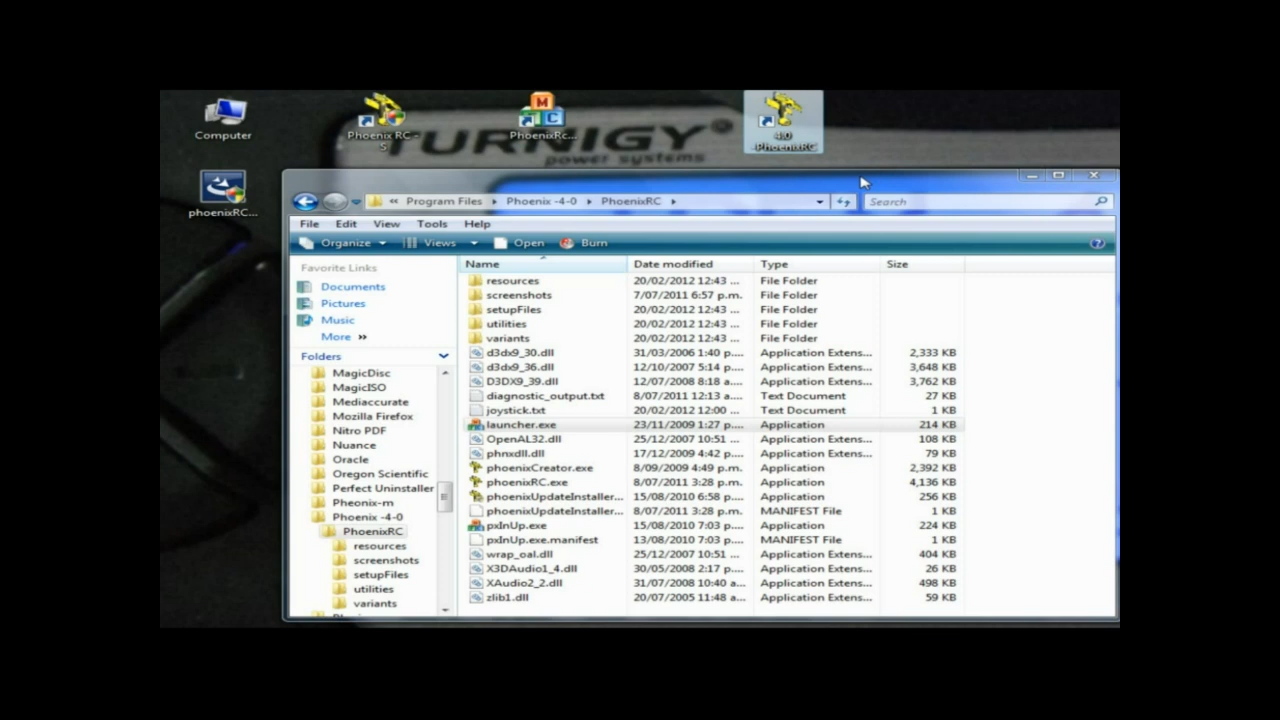 Computer
Phoenix RC - 5
PhoenixRc...
4.0 -PhoenixRC
TURNIGY®
power systems
phoenixRC...
« Program Files ▸ Phoenix -4-0 ▸ PhoenixRC ▸
Search
File Edit View Tools Help
Organize Views Open Burn
Favorite Links
Documents
Pictures
Music
More »
Folders
MagicDisc
MagicISO
Mediaccurate
Mozilla Firefox
Nitro PDF
Nuance
Oracle
Oregon Scientific
Perfect Uninstaller
Pheonix-m
Phoenix -4-0
PhoenixRC
resources
screenshots
setupFiles
utilities
variants
Name Date modified Type Size
resources 20/02/2012 12:43 ... File Folder
screenshots 7/07/2011 6:57 p.m. File Folder
setupFiles 20/02/2012 12:43 ... File Folder
utilities 20/02/2012 12:43 ... File Folder
variants 20/02/2012 12:43 ... File Folder
d3dx9_30.dll 31/03/2006 1:40 p.... Application Extens... 2,333 KB
d3dx9_36.dll 12/10/2007 5:14 p.... Application Extens... 3,648 KB
D3DX9_39.dll 12/07/2008 8:18 a... Application Extens... 3,762 KB
diagnostic_output.txt 8/07/2011 12:13 a... Text Document 27 KB
joystick.txt 20/02/2012 12:00 ... Text Document 1 KB
launcher.exe 23/11/2009 1:27 p.... Application 214 KB
OpenAL32.dll 25/12/2007 10:51 ... Application Extens... 108 KB
phnxdll.dll 17/12/2009 4:42 p.... Application Extens... 79 KB
phoenixCreator.exe 8/09/2009 4:49 p.m. Application 2,392 KB
phoenixRC.exe 8/07/2011 3:28 p.m. Application 4,136 KB
phoenixUpdateInstaller... 15/08/2010 6:58 p.... Application 256 KB
phoenixUpdateInstaller... 8/07/2011 3:28 p.m. MANIFEST File 1 KB
pxInUp.exe 15/08/2010 7:03 p.... Application 224 KB
pxInUp.exe.manifest 13/08/2010 7:03 p.... MANIFEST File 1 KB
wrap_oal.dll 25/12/2007 10:51 ... Application Extens... 404 KB
X3DAudio1_4.dll 30/05/2008 2:17 p.... Application Extens... 26 KB
XAudio2_2.dll 31/07/2008 10:40 a... Application Extens... 498 KB
zlib1.dll 20/07/2005 11:48 a... Application Extens... 59 KB